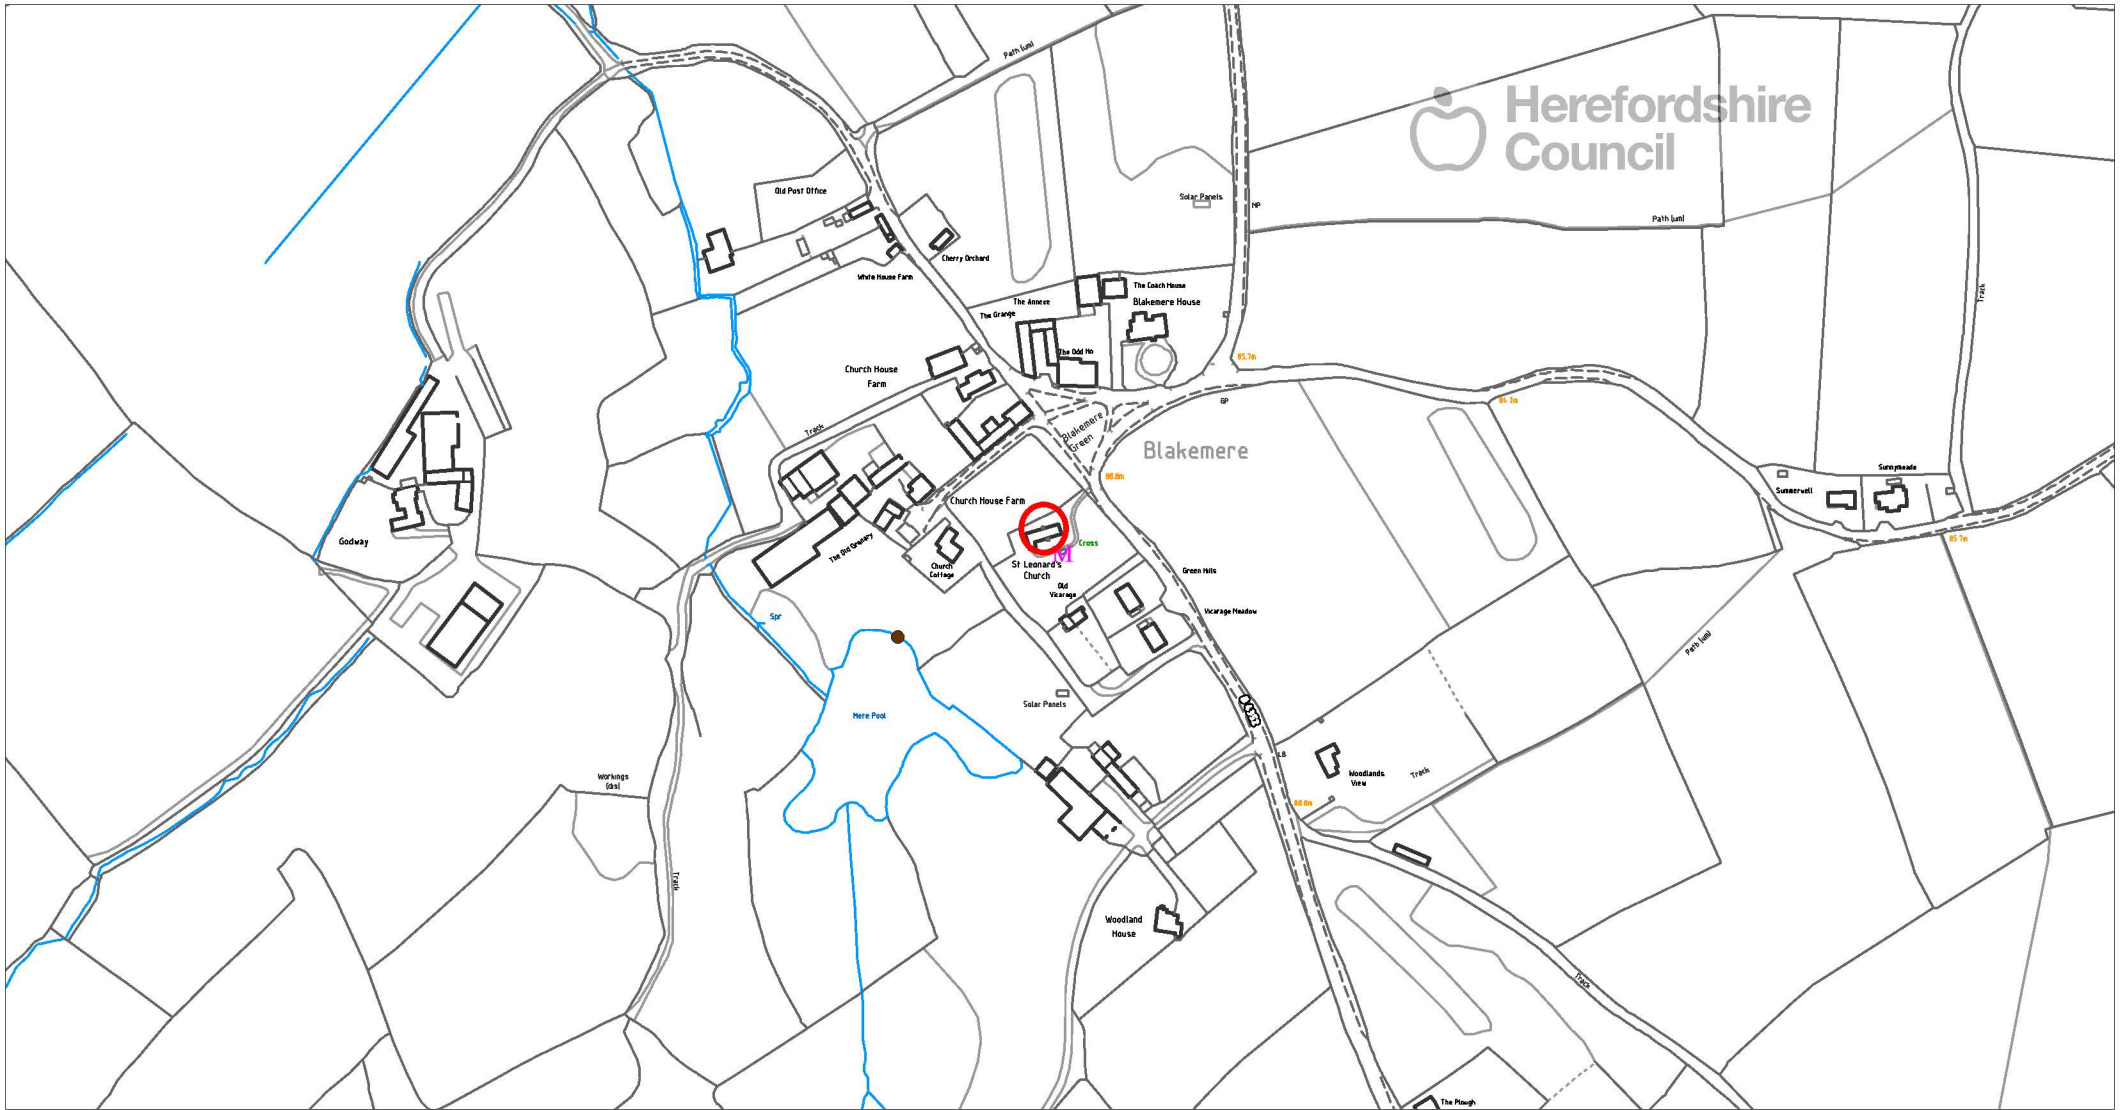 Path (um)
Herefordshire
Council
Old Post Office
Solar Panels
MP
Path (um)
Cherry Orchard
White House Farm
The Coach House
The Annexe
Blakemere House
The Grange
Track
The Odd Ho
85.7m
Church House
Farm
GP
84.2m
Track
Blakemere
Green
Blakemere
86.8m
Sunnymeade
Summerwell
Church House Farm
Godway
The Old Granary
Cross
M
85.7m
Church
Cottage
St Leonard's
Church
Old
Vicarage
Green Hills
Vicarage Meadow
Spr
Path (um)
Solar Panels
Mere Pool
B 4352
LB
Workings
(dis)
Woodlands
View
Track
86.6m
Track
Woodland
House
Track
The Plough